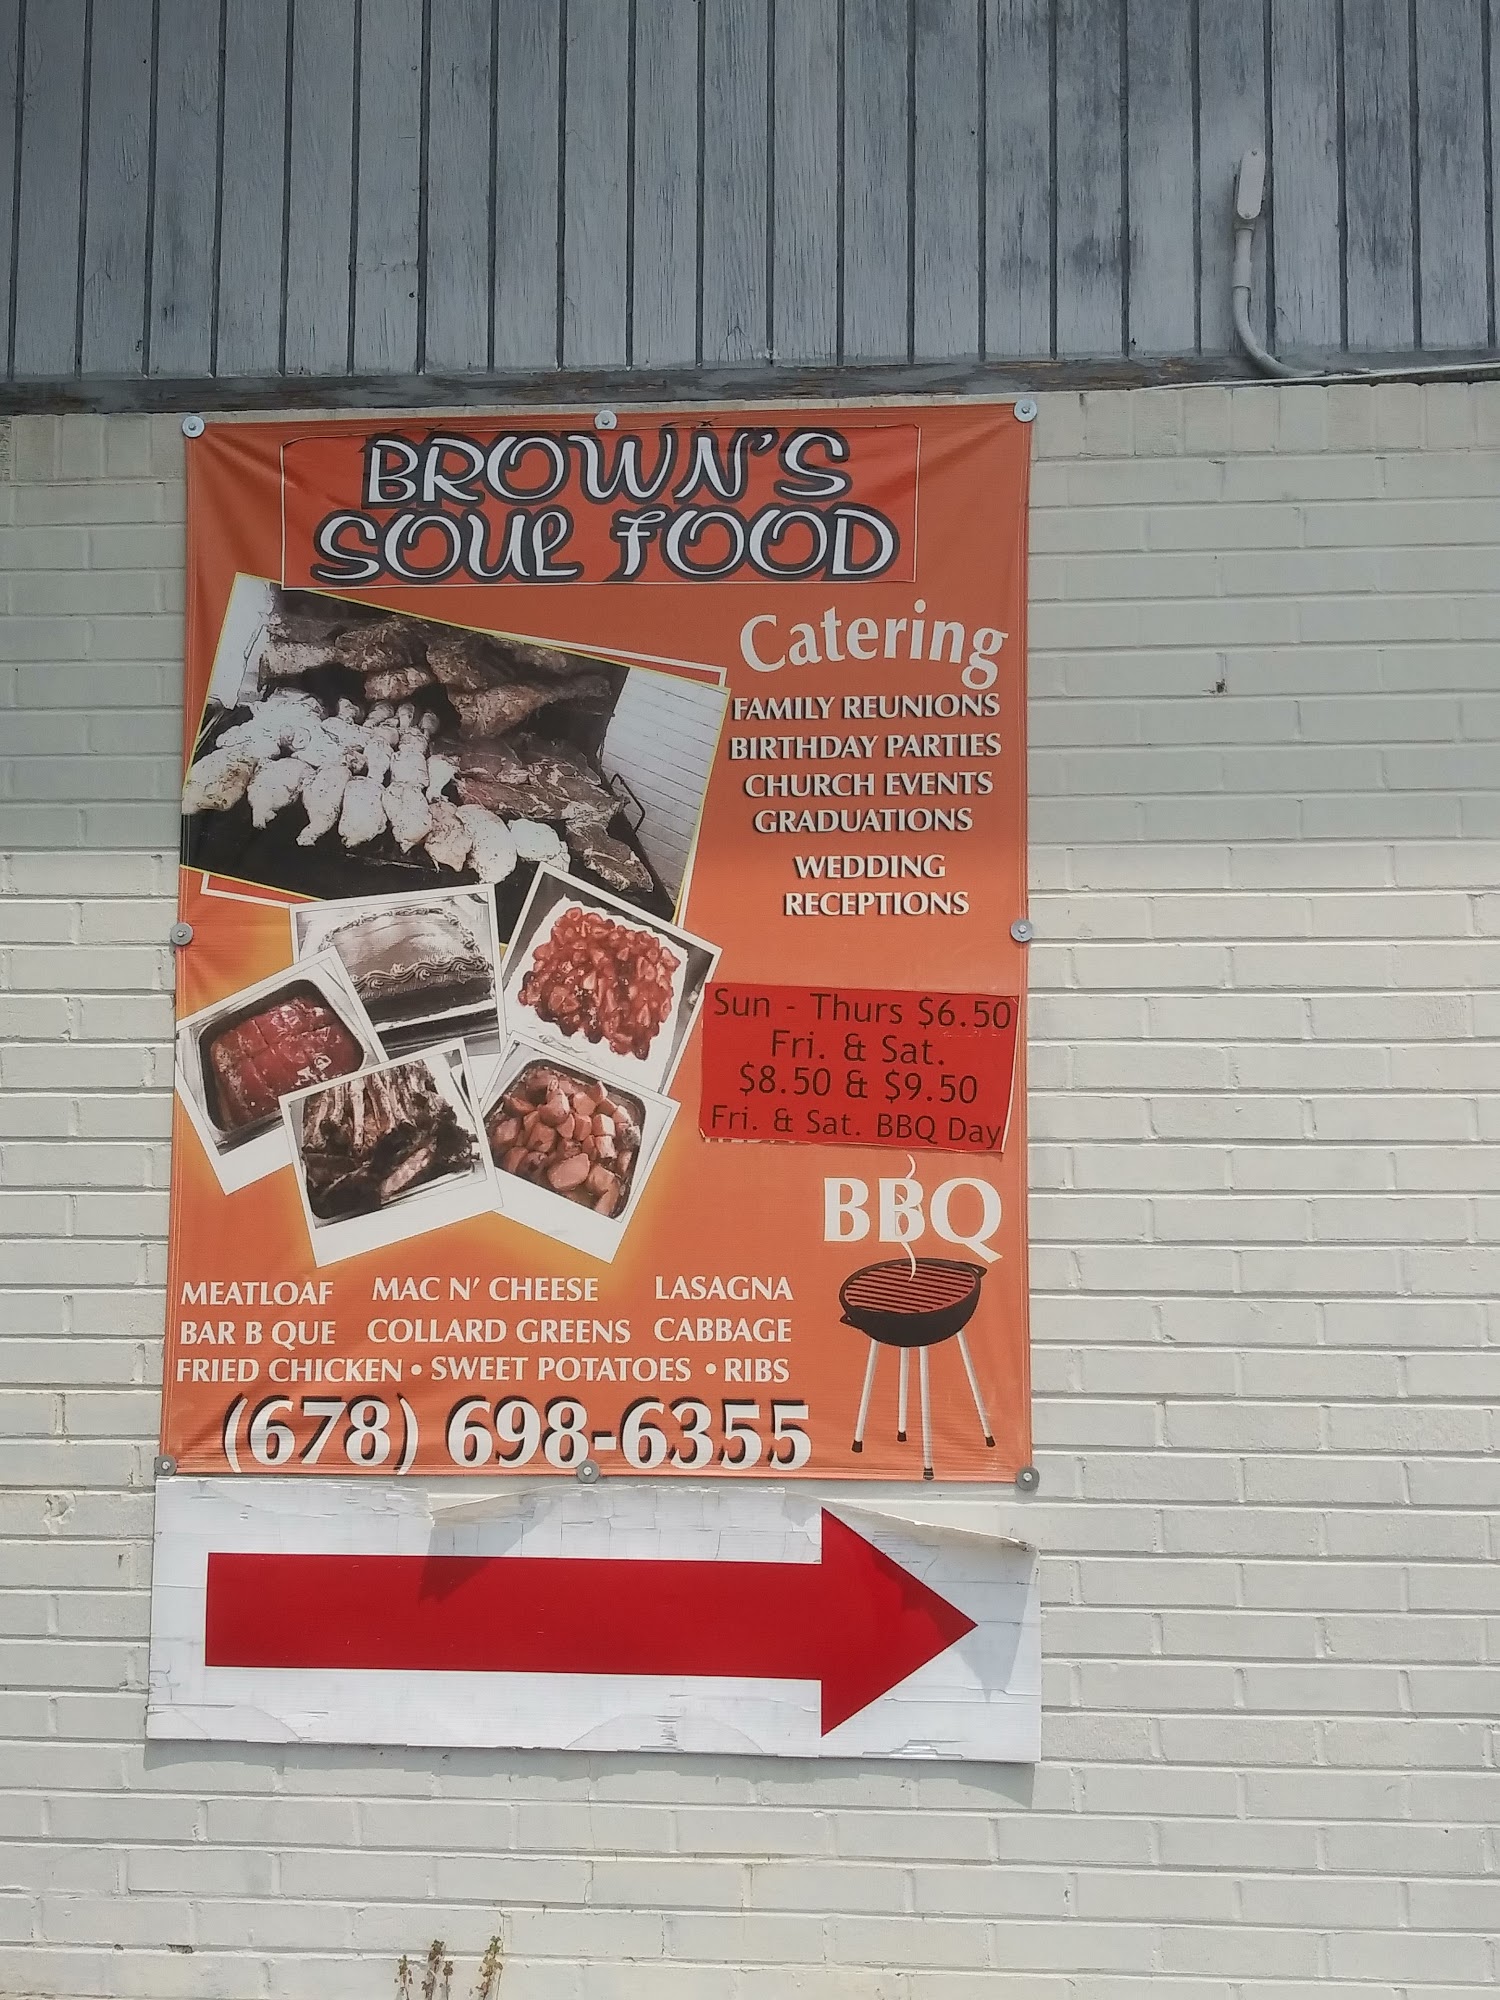 BROWN'S
SOUL FOOD
Catering
FAMILY REUNIONS
BIRTHDAY PARTIES
CHURCH EVENTS
GRADUATIONS
WEDDING
RECEPTIONS
Sun - Thurs $6.50
Fri. & Sat.
$8.50 & $9.50
Fri. & Sat. BBQ Day
BBQ
MEATLOAF MAC N' CHEESE LASAGNA
BAR B QUE COLLARD GREENS CABBAGE
FRIED CHICKEN • SWEET POTATOES • RIBS
(678) 698-6355